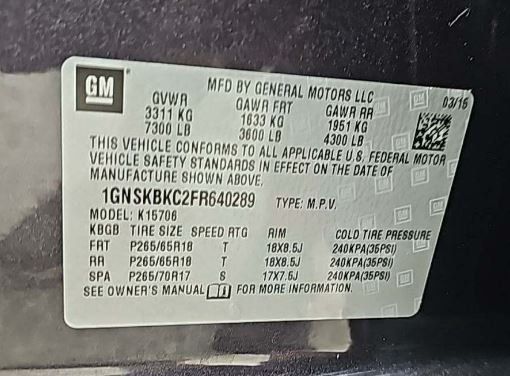 GM
MFD BY GENERAL MOTORS LLC
03/15
GVWR GAWR FRT GAWR RR
3311 KG 1633 KG 1951 KG
7300 LB 3600 LB 4300 LB
THIS VEHICLE CONFORMS TO ALL APPLICABLE U.S. FEDERAL MOTOR
VEHICLE SAFETY STANDARDS IN EFFECT ON THE DATE OF
MANUFACTURE SHOWN ABOVE.
1GNSKBKC2FR640289 TYPE: M.P.V.
MODEL: K15706
KBGB TIRE SIZE SPEED RTG RIM COLD TIRE PRESSURE
FRT P265/65R18 T 18X8.5J 240KPA(35PSI)
RR P265/65R18 T 18X8.5J 240KPA(35PSI)
SPA P265/70R17 S 17X7.5J 240KPA(35PSI)
SEE OWNER'S MANUAL FOR MORE INFORMATION.